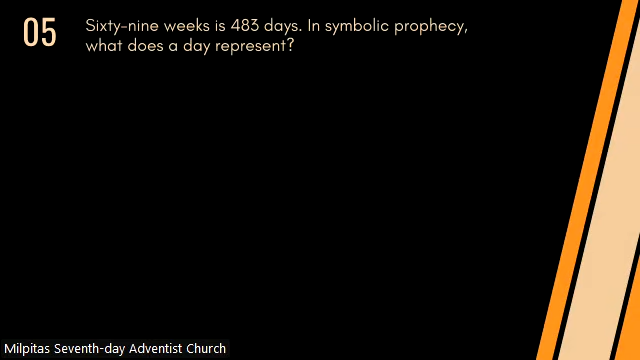 05
Sixty-nine weeks is 483 days. In symbolic prophecy,
what does a day represent?
Milpitas Seventh-day Adventist Church